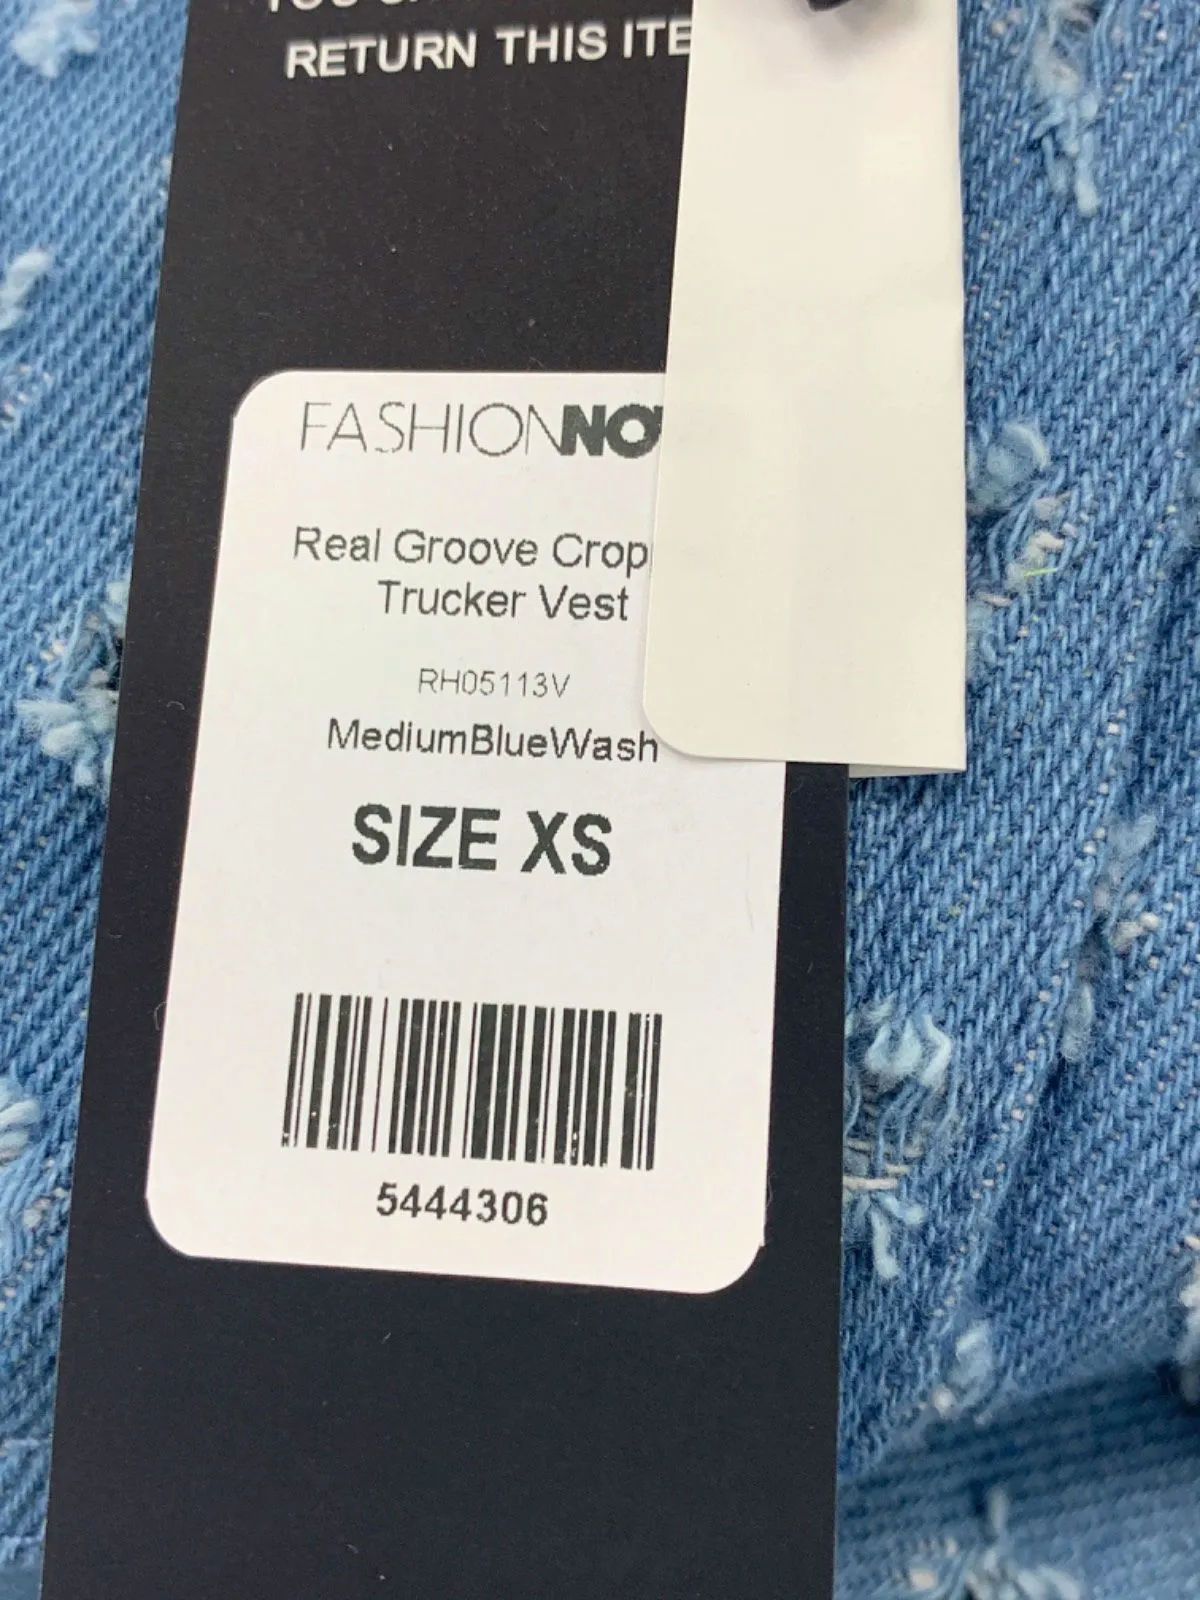 RETURN THIS ITE
FASHIONNO
Real Groove Crop
Trucker Vest
RH05113V
MediumBlueWash
SIZE XS
5444306